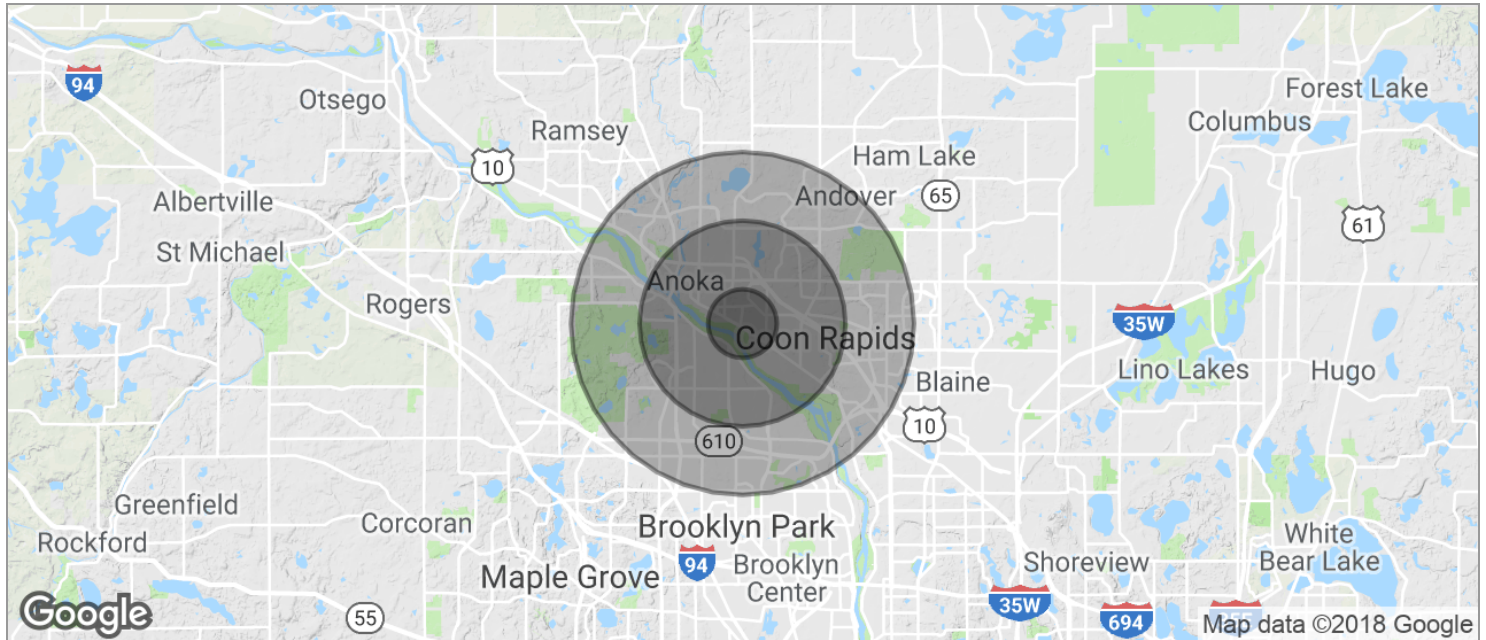 Forest Lake
94
Otsego
Columbus
Ramsey
10
Ham Lake
Andover
65
Albertville
61
St Michael
Anoka
Rogers
35W
Coon Rapids
Lino Lakes
Hugo
Blaine
10
610
Greenfield
Corcoran
Brooklyn Park
White
Bear Lake
Rockford
Shoreview
94
Brooklyn
Center
Maple Grove
35W
Google
55
694
Map data ©2018 Google